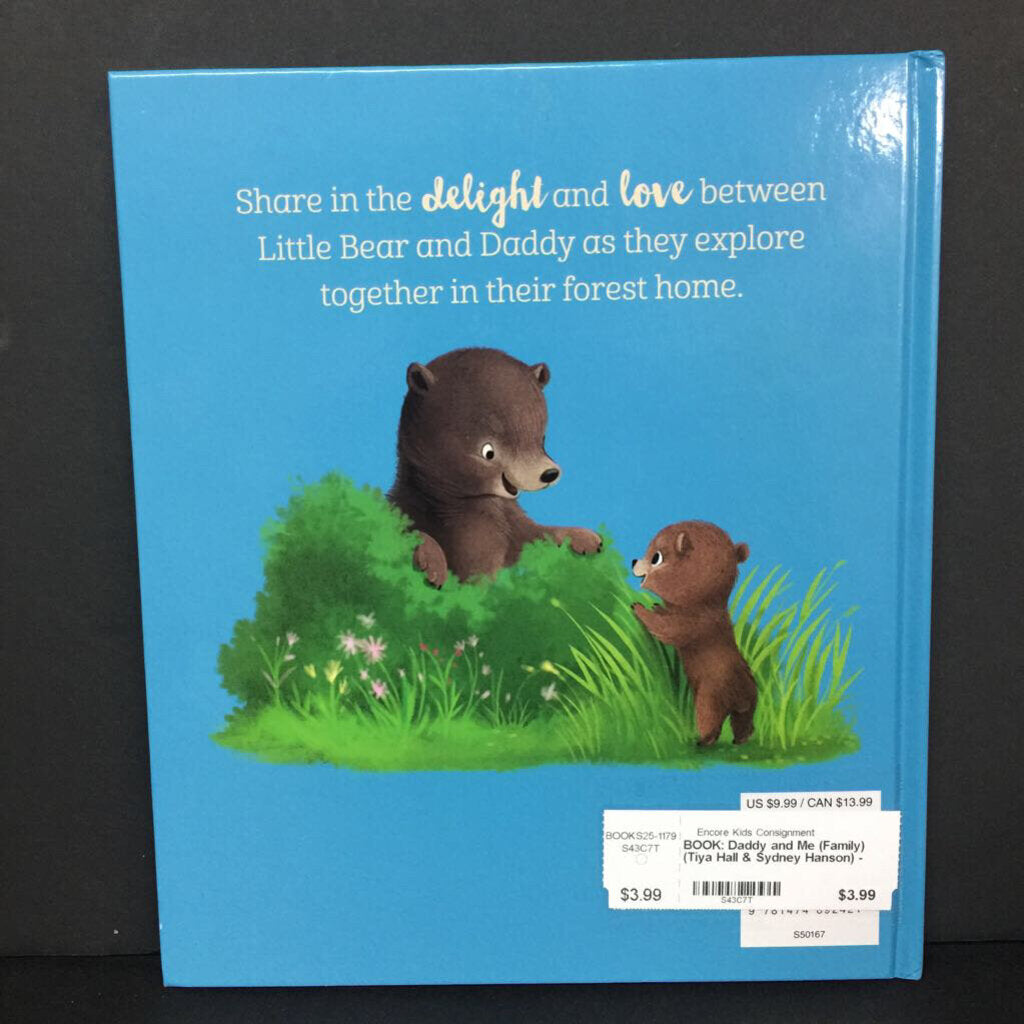 Share in the delight and love between
Little Bear and Daddy as they explore
together in their forest home.
US $9.99 / CAN $13.99
BOOKS25-1179
S43C7T
$3.99
Encore Kids Consignment
BOOK: Daddy and Me (Family)
(Tiya Hall & Sydney Hanson) -
S43C7T
$3.99
S50167